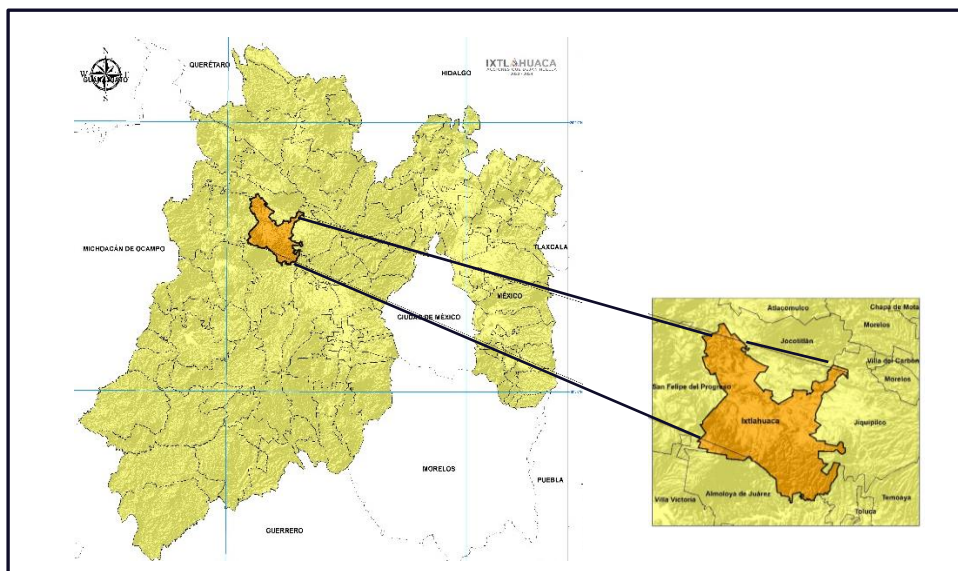 N
W
S
GUANAJUATO
QUERÉTARO
IXTLAHUACA
HIDALGO
MICHOACÁN DE OCAMPO
TLAXCALA
MÉXICO
CIUDAD DE MÉXICO
MORELOS
PUEBLA
GUERRERO
Atlacomulco
Chapa de Mota
Morelos
Jocotitlán
Villa del Carbón
Morelos
San Felipe del Progreso
Ixtlahuaca
Jiquipilco
Almoloya de Juárez
Villa Victoria
Temoaya
Toluca